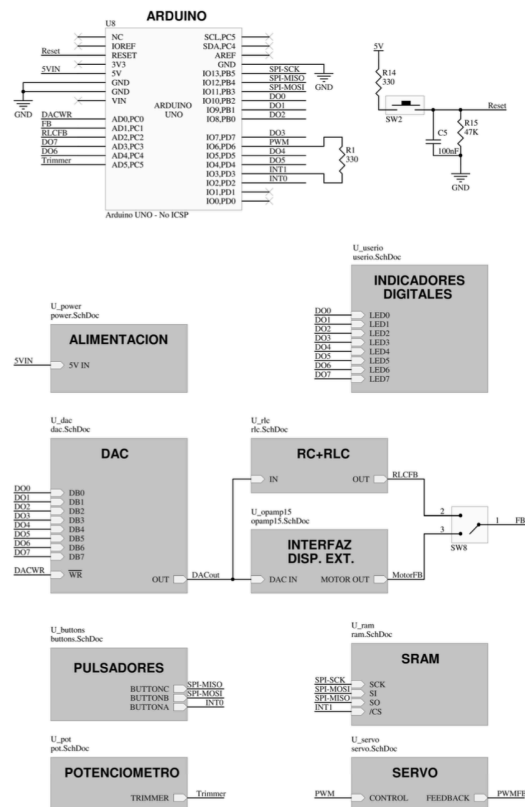 ARDUINO
U8
NC
IOREF
Reset
RESET
3V3
5VIN
5V
GND
GND
VIN
GND
DACWR
AD0,PC0
FB
AD1,PC1
RLCFB
AD2,PC2
DO7
AD3,PC3
DO6
AD4,PC4
Trimmer
AD5,PC5
ARDUINO
UNO
SCL,PC5
SDA,PC4
AREF
GND
IO13,PB5
SPI-SCK
IO12,PB4
SPI-MISO
IO11,PB3
SPI-MOSI
IO10,PB2
DO0
IO9,PB1
DO1
IO8,PB0
DO2
IO7,PD7
DO3
IO6,PD6
PWM
IO5,PD5
DO4
IO4,PD4
DO5
IO3,PD3
INT1
IO2,PD2
INT0
IO1,PD1
IO0,PD0
GND
R1
330
Arduino UNO - No ICSP
5V
R14
330
SW2
Reset
C5
100nF
R15
47K
GND
U_userio
userio.SchDoc
INDICADORES
DIGITALES
DO0
LED0
DO1
LED1
DO2
LED2
DO3
LED3
DO4
LED4
DO5
LED5
DO6
LED6
DO7
LED7
U_power
power.SchDoc
ALIMENTACION
5VIN
5V IN
U_dac
dac.SchDoc
DAC
DO0
DB0
DO1
DB1
DO2
DB2
DO3
DB3
DO4
DB4
DO5
DB5
DO6
DB6
DO7
DB7
DACWR
WR
OUT
DACout
U_rlc
rlc.SchDoc
RC+RLC
IN
OUT
RLCFB
U_opamp15
opamp15.SchDoc
INTERFAZ
DISP. EXT.
DAC IN
MOTOR OUT
MotorFB
2
3
1
FB
SW8
U_buttons
buttons.SchDoc
PULSADORES
BUTTONC
SPI-MISO
BUTTONB
SPI-MOSI
BUTTONA
INT0
U_ram
ram.SchDoc
SRAM
SPI-SCK
SCK
SPI-MOSI
SI
SPI-MISO
SO
INT1
/CS
U_pot
pot.SchDoc
POTENCIOMETRO
TRIMMER
Trimmer
U_servo
servo.SchDoc
SERVO
PWM
CONTROL
FEEDBACK
PWMFB